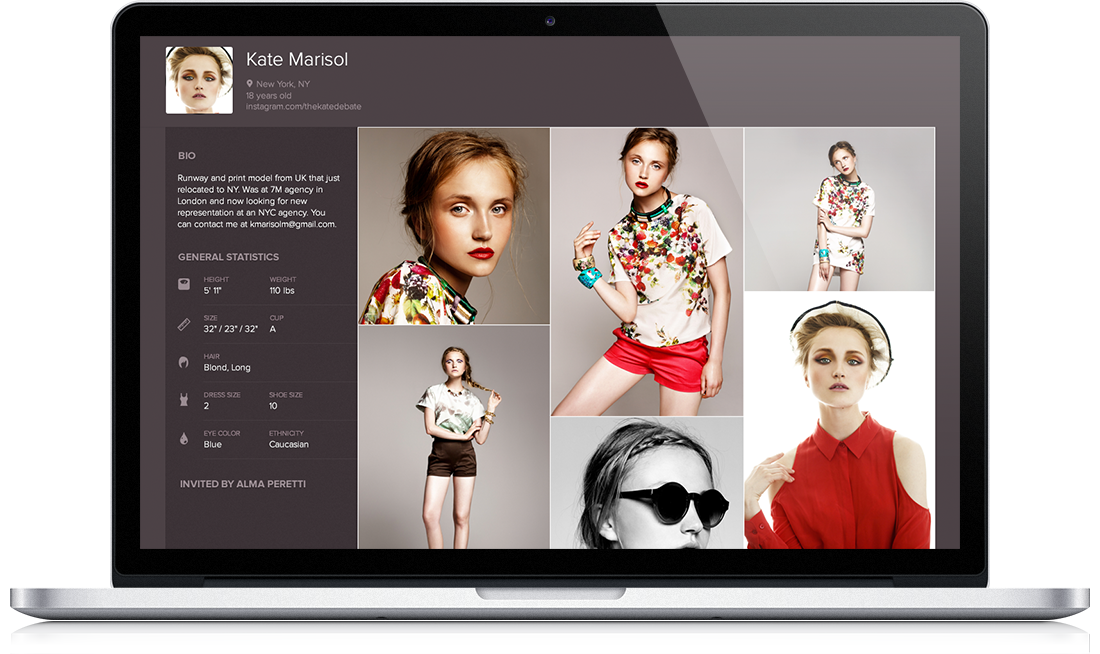 Kate Marisol
New York, NY
18 years old
instagram.com/thekatedebate
BIO
Runway and print model from UK that just
relocated to NY. Was at 7M agency in
London and now looking for new
representation at an NYC agency. You
can contact me at kmarisolm@gmail.com.
GENERAL STATISTICS
HEIGHT WEIGHT
5' 11" 110 lbs
SIZE CUP
32" / 23" / 32" A
HAIR
Blond, Long
DRESS SIZE SHOE SIZE
2 10
EYE COLOR ETHNICITY
Blue Caucasian
INVITED BY ALMA PERETTI